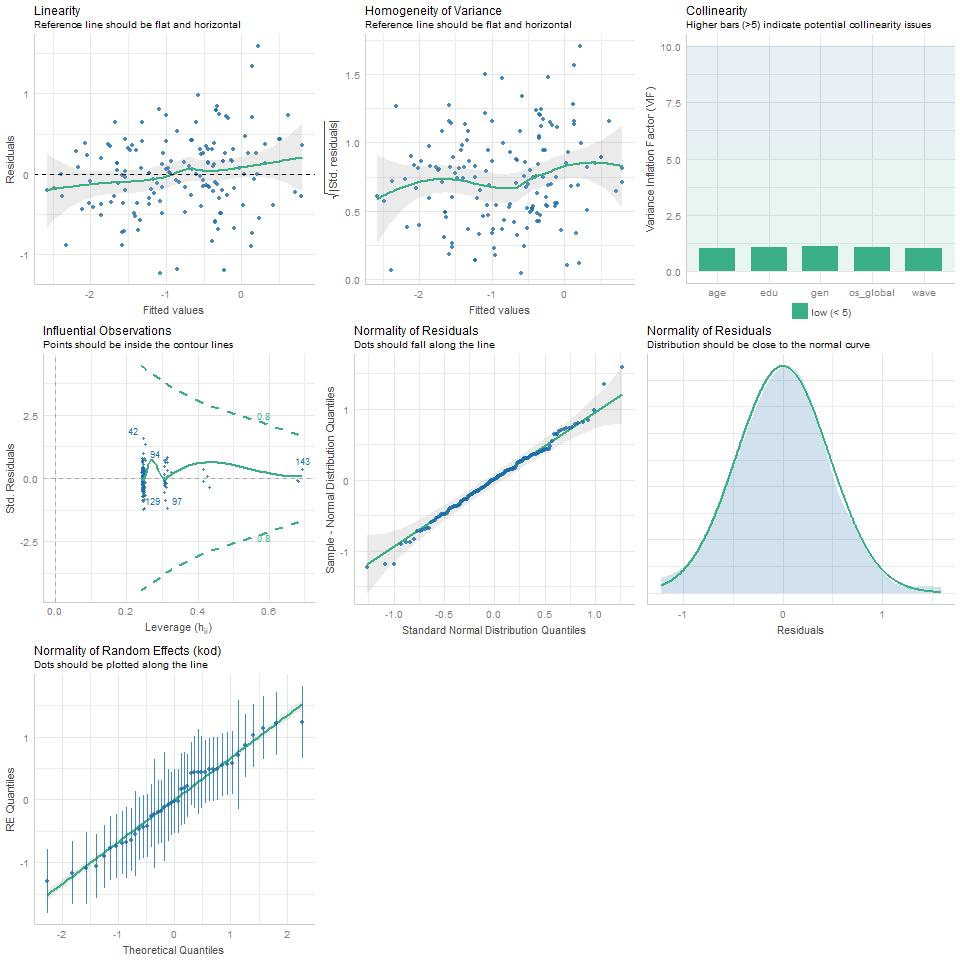 Linearity
Reference line should be flat and horizontal
Residuals
1
0
-1
-2
-1
0
Fitted values
Homogeneity of Variance
Reference line should be flat and horizontal
√|Std. residuals|
1.5
1.0
0.5
0.0
-2
-1
0
Fitted values
Collinearity
Higher bars (>5) indicate potential collinearity issues
Variance Inflation Factor (VIF)
10.0
7.5
5.0
2.5
0.0
age
edu
gen
os_global
wave
low (< 5)
Influential Observations
Points should be inside the contour lines
Std. Residuals
2.5
0.0
-2.5
0.8
42
94
143
129
97
0.8
0.0
0.2
0.4
0.6
Leverage (hii)
Normality of Residuals
Dots should fall along the line
Sample - Normal Distribution Quantiles
1
0
-1
-1.0
-0.5
0.0
0.5
1.0
Standard Normal Distribution Quantiles
Normality of Residuals
Distribution should be close to the normal curve
-1
0
1
Residuals
Normality of Random Effects (kod)
Dots should be plotted along the line
RE Quantiles
1
0
-1
-2
-1
0
1
2
Theoretical Quantiles